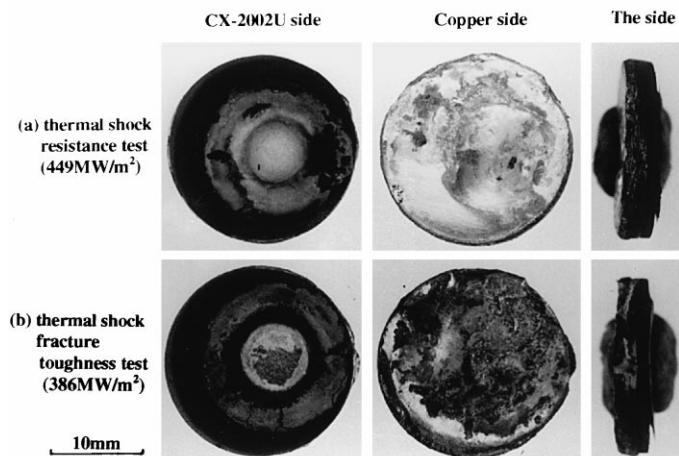 CX-2002U side
Copper side
The side
(a) thermal shock
resistance test
(449MW/m²)
(b) thermal shock
fracture
toughness test
(386MW/m²)
10mm